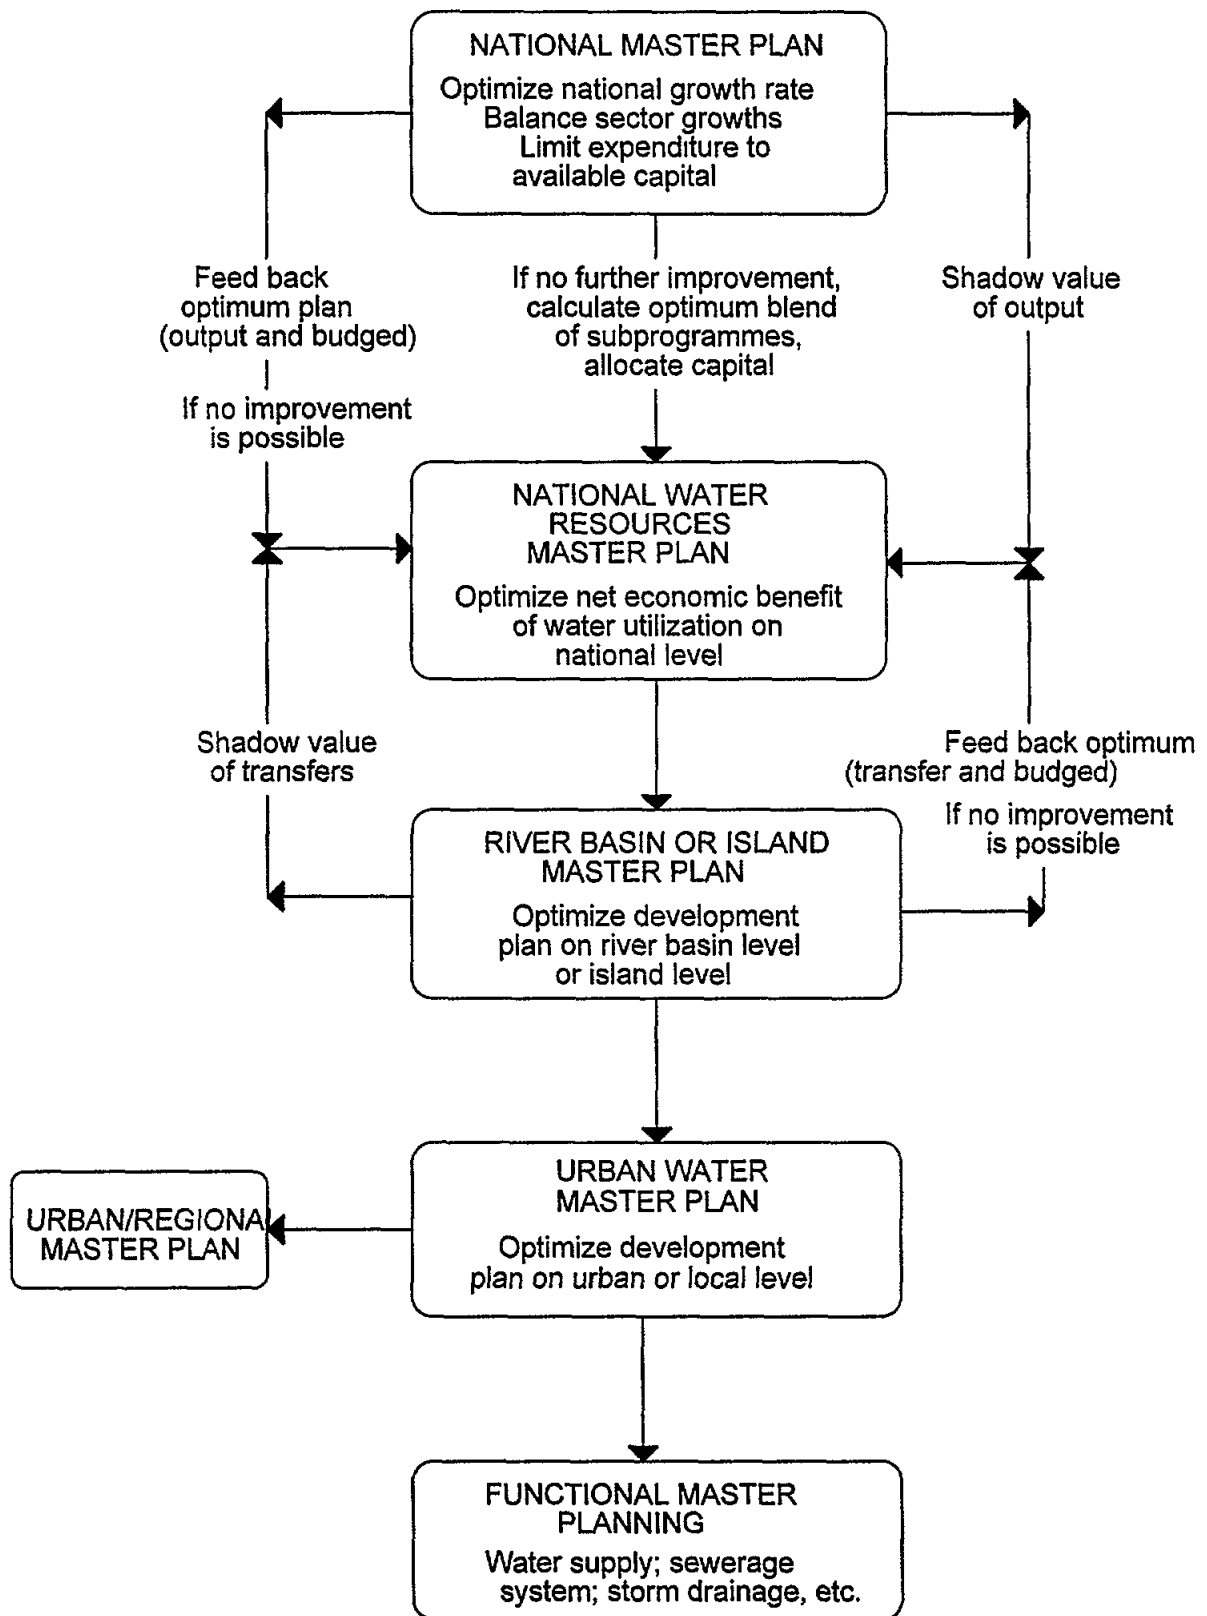 NATIONAL MASTER PLAN
Optimize national growth rate
Balance sector growths
Limit expenditure to
available capital
Feed back
optimum plan
(output and budged)
If no improvement
is possible
If no further improvement,
calculate optimum blend
of subprogrammes,
allocate capital
Shadow value
of output
NATIONAL WATER
RESOURCES
MASTER PLAN
Optimize net economic benefit
of water utilization on
national level
Shadow value
of transfers
Feed back optimum
(transfer and budged)
If no improvement
is possible
RIVER BASIN OR ISLAND
MASTER PLAN
Optimize development
plan on river basin level
or island level
URBAN WATER
MASTER PLAN
Optimize development
plan on urban or local level
URBAN/REGIONA
MASTER PLAN
FUNCTIONAL MASTER
PLANNING
Water supply; sewerage
system; storm drainage, etc.